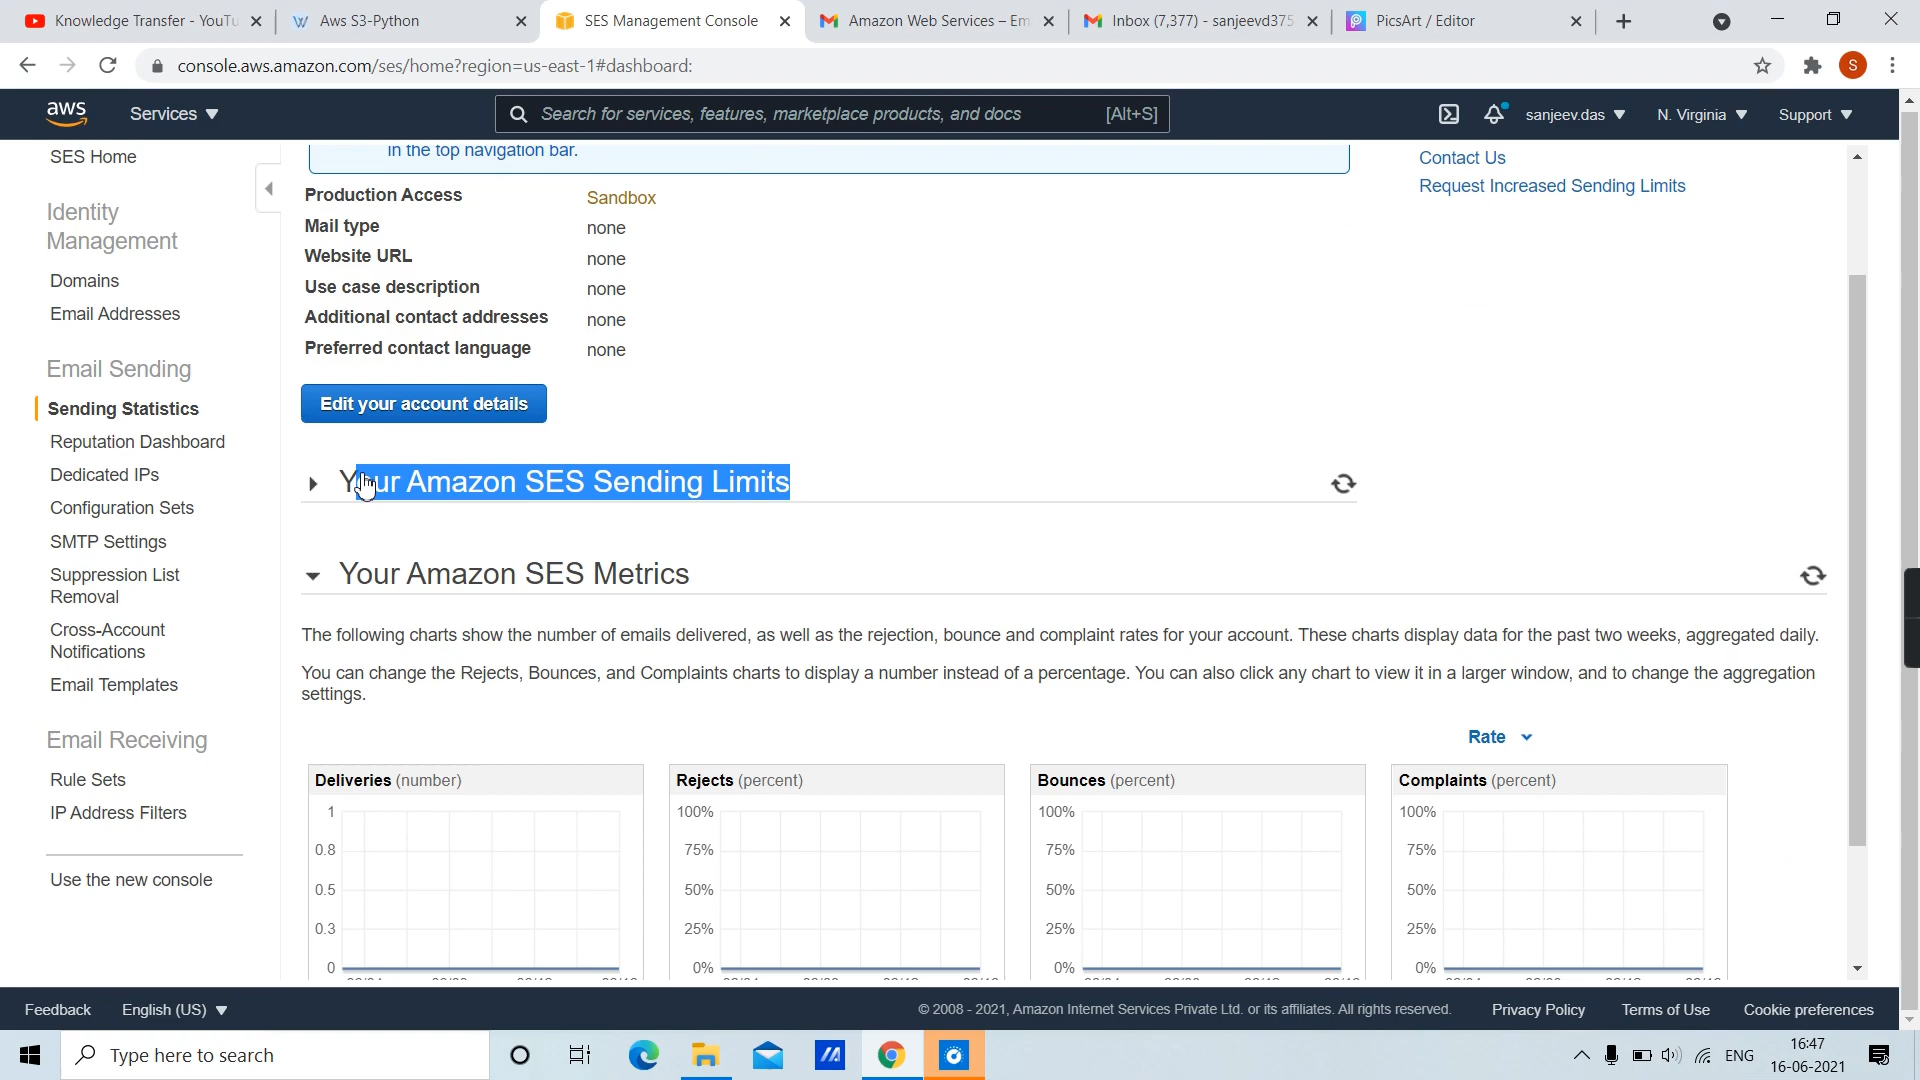 Knowledge Transfer - YouTu
Aws S3-Python
SES Management Console
Amazon Web Services – Em
Inbox (7,377) - sanjeevd375
PicsArt / Editor
console.aws.amazon.com/ses/home?region=us-east-1#dashboard:
S
aws
Services
Search for services, features, marketplace products, and docs
[Alt+S]
sanjeev.das
N. Virginia
Support
SES Home
Identity
Management
Domains
Email Addresses
Email Sending
Sending Statistics
Reputation Dashboard
Dedicated IPs
Configuration Sets
SMTP Settings
Suppression List
Removal
Cross-Account
Notifications
Email Templates
Email Receiving
Rule Sets
IP Address Filters
Use the new console
in the top navigation bar.
Production Access Sandbox
Mail type none
Website URL none
Use case description none
Additional contact addresses none
Preferred contact language none
Edit your account details
Contact Us
Request Increased Sending Limits
Your Amazon SES Sending Limits
Your Amazon SES Metrics
The following charts show the number of emails delivered, as well as the rejection, bounce and complaint rates for your account. These charts display data for the past two weeks, aggregated daily.
You can change the Rejects, Bounces, and Complaints charts to display a number instead of a percentage. You can also click any chart to view it in a larger window, and to change the aggregation
settings.
Rate
Deliveries (number)
1
0.8
0.5
0.3
0
Rejects (percent)
100%
75%
50%
25%
0%
Bounces (percent)
100%
75%
50%
25%
0%
Complaints (percent)
100%
75%
50%
25%
0%
Feedback
English (US)
© 2008 - 2021, Amazon Internet Services Private Ltd. or its affiliates. All rights reserved.
Privacy Policy
Terms of Use
Cookie preferences
Type here to search
ENG
16:47
16-06-2021